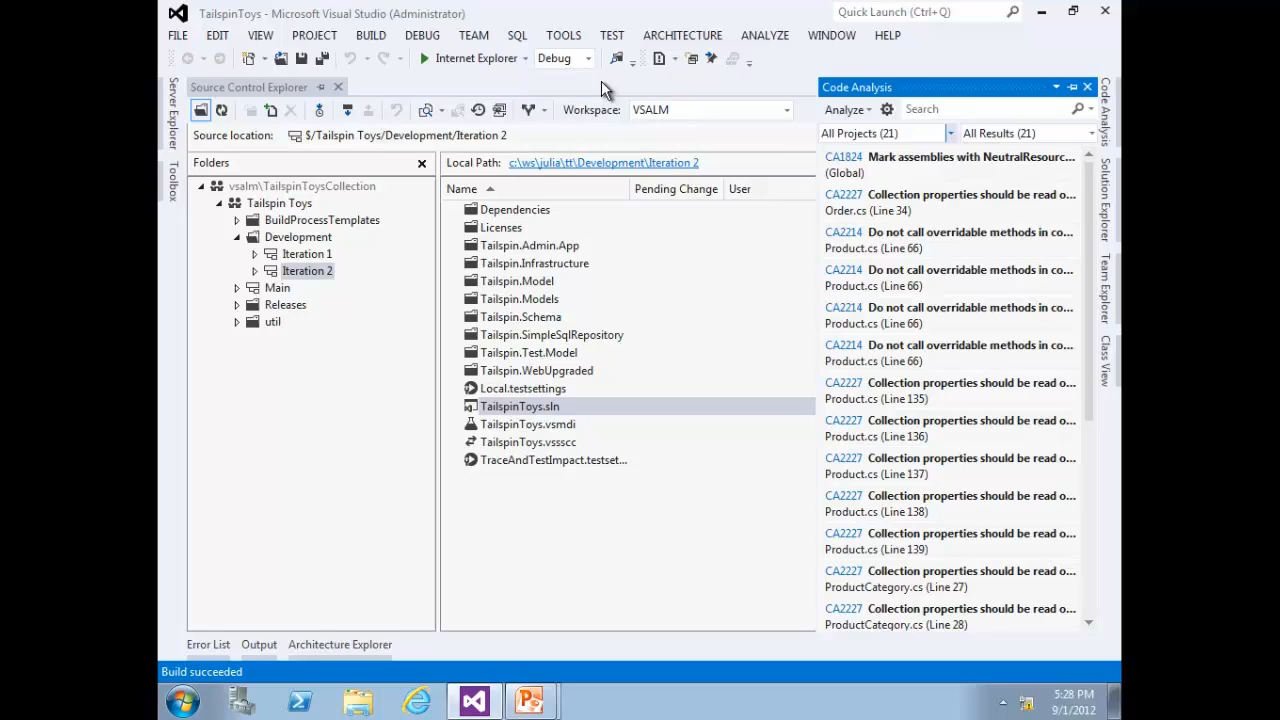 TailspinToys - Microsoft Visual Studio (Administrator)
Quick Launch (Ctrl+Q)
FILE EDIT VIEW PROJECT BUILD DEBUG TEAM SQL TOOLS TEST ARCHITECTURE ANALYZE WINDOW HELP
Internet Explorer Debug
Server Explorer
Toolbox
Source Control Explorer
Workspace: VSALM
Source location: $/Tailspin Toys/Development/Iteration 2
Folders
vsalm\TailspinToysCollection
Tailspin Toys
BuildProcessTemplates
Development
Iteration 1
Iteration 2
Main
Releases
util
Local Path: c:\ws\julia\tt\Development\Iteration 2
Name Pending Change User
Dependencies
Licenses
Tailspin.Admin.App
Tailspin.Infrastructure
Tailspin.Model
Tailspin.Models
Tailspin.Schema
Tailspin.SimpleSqlRepository
Tailspin.Test.Model
Tailspin.WebUpgraded
Local.testsettings
TailspinToys.sln
TailspinToys.vsmdi
TailspinToys.vssscc
TraceAndTestImpact.testset...
Code Analysis
Analyze Search
All Projects (21) All Results (21)
CA1824 Mark assemblies with NeutralResourc...
(Global)
CA2227 Collection properties should be read o...
Order.cs (Line 34)
CA2214 Do not call overridable methods in co...
Product.cs (Line 66)
CA2214 Do not call overridable methods in co...
Product.cs (Line 66)
CA2214 Do not call overridable methods in co...
Product.cs (Line 66)
CA2214 Do not call overridable methods in co...
Product.cs (Line 66)
CA2227 Collection properties should be read o...
Product.cs (Line 135)
CA2227 Collection properties should be read o...
Product.cs (Line 136)
CA2227 Collection properties should be read o...
Product.cs (Line 137)
CA2227 Collection properties should be read o...
Product.cs (Line 138)
CA2227 Collection properties should be read o...
Product.cs (Line 139)
CA2227 Collection properties should be read o...
ProductCategory.cs (Line 27)
CA2227 Collection properties should be read o...
ProductCategory.cs (Line 28)
Code Analysis
Solution Explorer
Team Explorer
Class View
Error List Output Architecture Explorer
Build succeeded
5:28 PM
9/1/2012